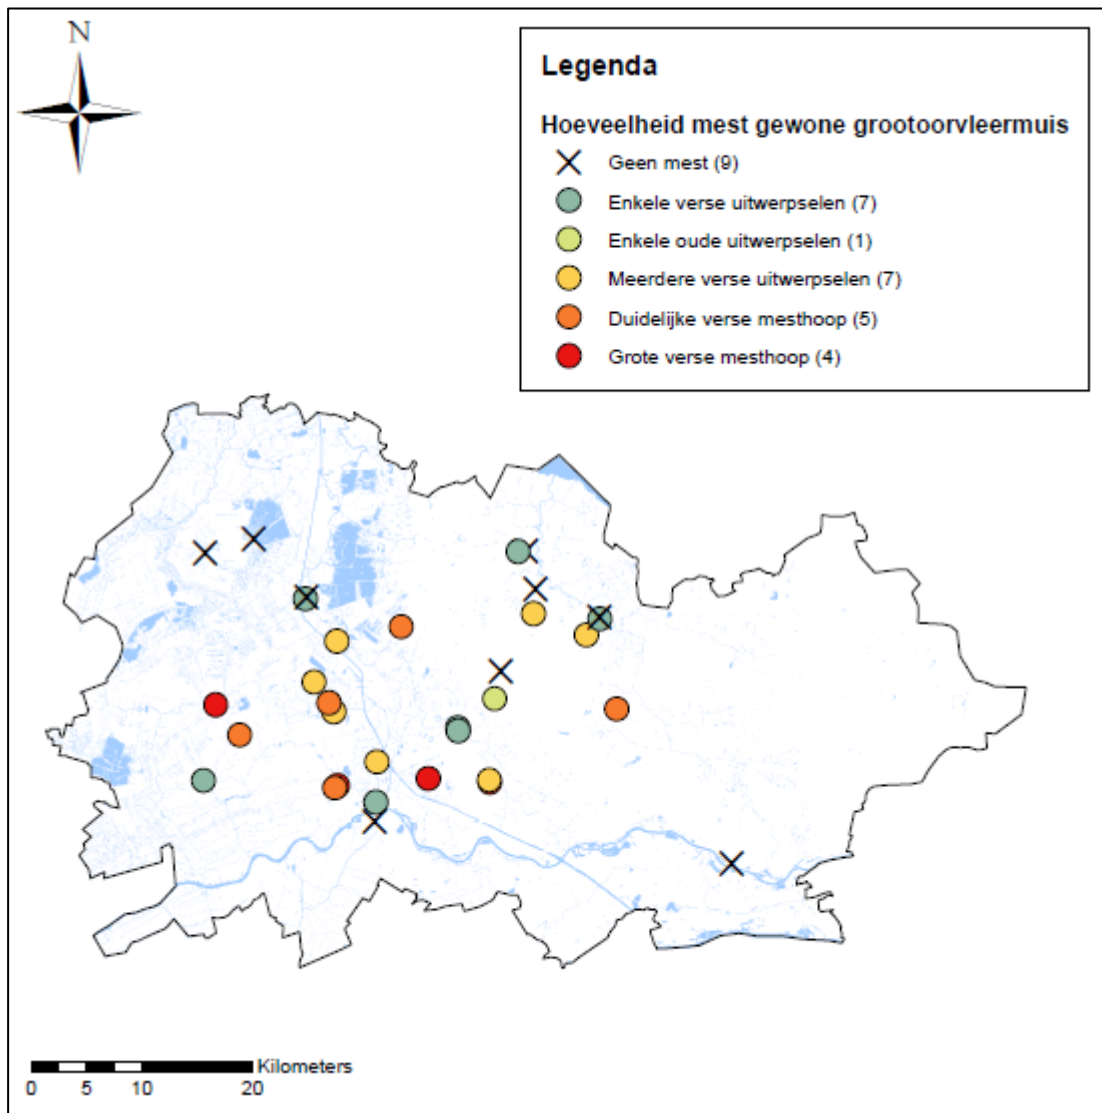 N
Legenda
Hoeveelheid mest gewone grootoorvleermuis
Geen mest (9)
Enkele verse uitwerpselen (7)
Enkele oude uitwerpselen (1)
Meerdere verse uitwerpselen (7)
Duidelijke verse mesthoop (5)
Grote verse mesthoop (4)
Kilometers
0 5 10 20